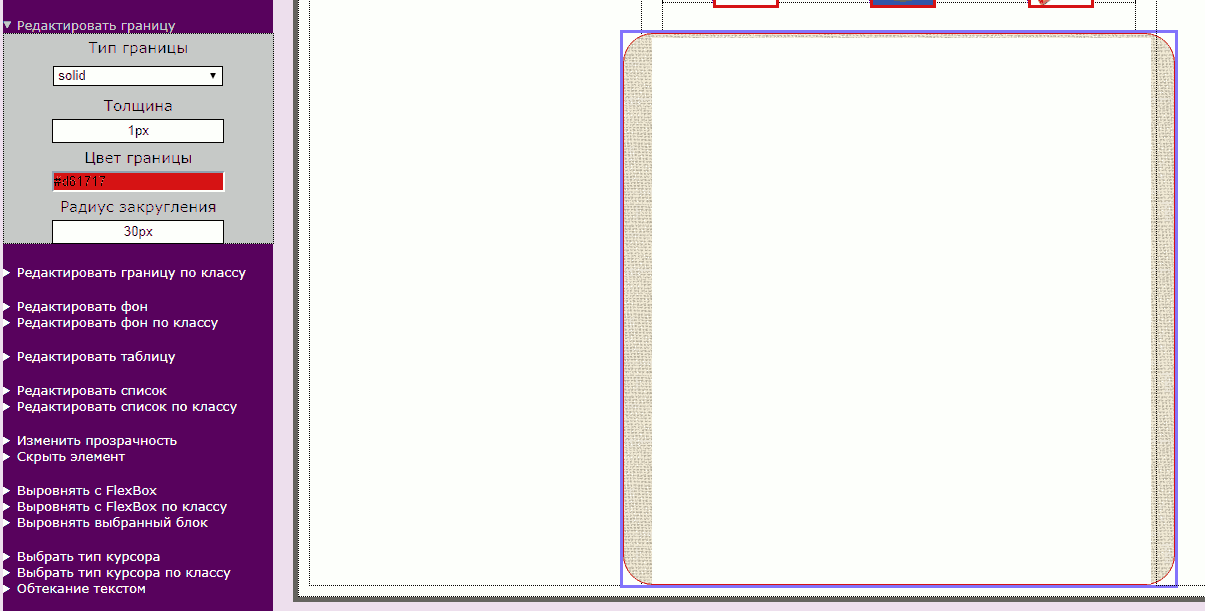 Редактировать границу
Тип границы
solid
Толщина
1px
Цвет границы
#d61717
Радиус закругления
30px
Редактировать границу по классу
Редактировать фон
Редактировать фон по классу
Редактировать таблицу
Редактировать список
Редактировать список по классу
Изменить прозрачность
Скрыть элемент
Выровнять с FlexBox
Выровнять с FlexBox по классу
Выровнять выбранный блок
Выбрать тип курсора
Выбрать тип курсора по классу
Обтекание текстом